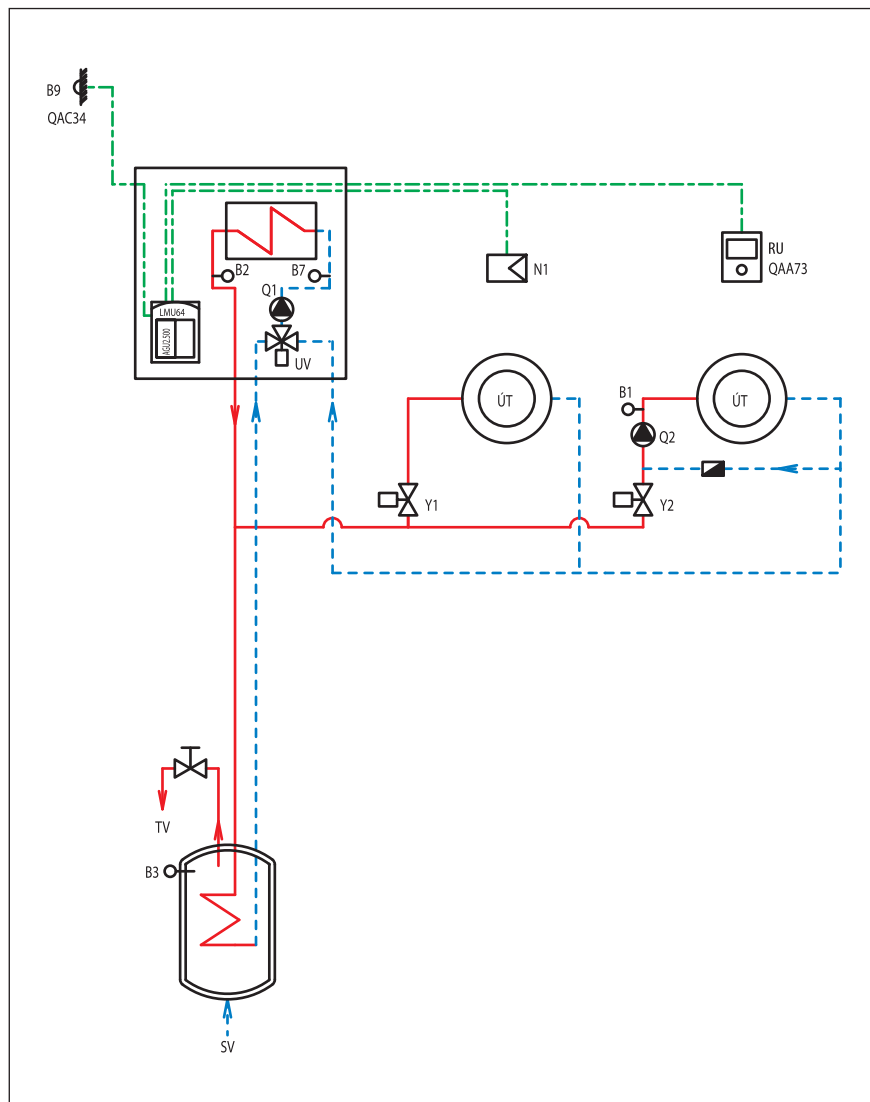 B9
QAC34
B2
B7
Q1
LMU64
AGU2.500
UV
N1
RU
QAA73
ÚT
B1
ÚT
Q2
Y1
Y2
TV
B3
SV